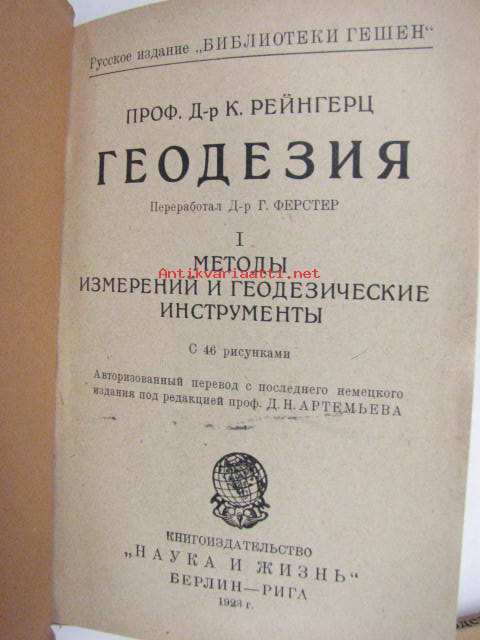 Русское издание „БИБЛИОТЕКИ ГЕШЕН“
ПРОФ. Д-р К. РЕЙНГЕРЦ
ГЕОДЕЗИЯ
Переработал Д-р Г. ФЕРСТЕР
I
МЕТОДЫ
Antikvariaatti.net
ИЗМЕРЕНИЙ И ГЕОДЕЗИЧЕСКИЕ
ИНСТРУМЕНТЫ
С 46 рисунками
Авторизованный перевод с последнего немецкого
издания под редакцией проф. Д. Н. АРТЕМЬЕВА
КНИГОИЗДАТЕЛЬСТВО
„НАУКА И ЖИЗНЬ“
БЕРЛИН—РИГА
1923 г.